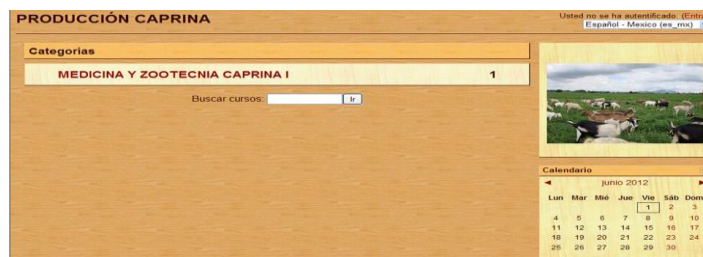 PRODUCCIÓN CAPRINA
Usted no se ha autentificado. (Entra
Español - Mexico (es_mx)
Categorías
MEDICINA Y ZOOTECNIA CAPRINA I 1
Buscar cursos: Ir
Calendario
junio 2012
Lun Mar Mié Jue Vie Sáb Dom
1 2 3
4 5 6 7 8 9 10
11 12 13 14 15 16 17
18 19 20 21 22 23 24
25 26 27 28 29 30